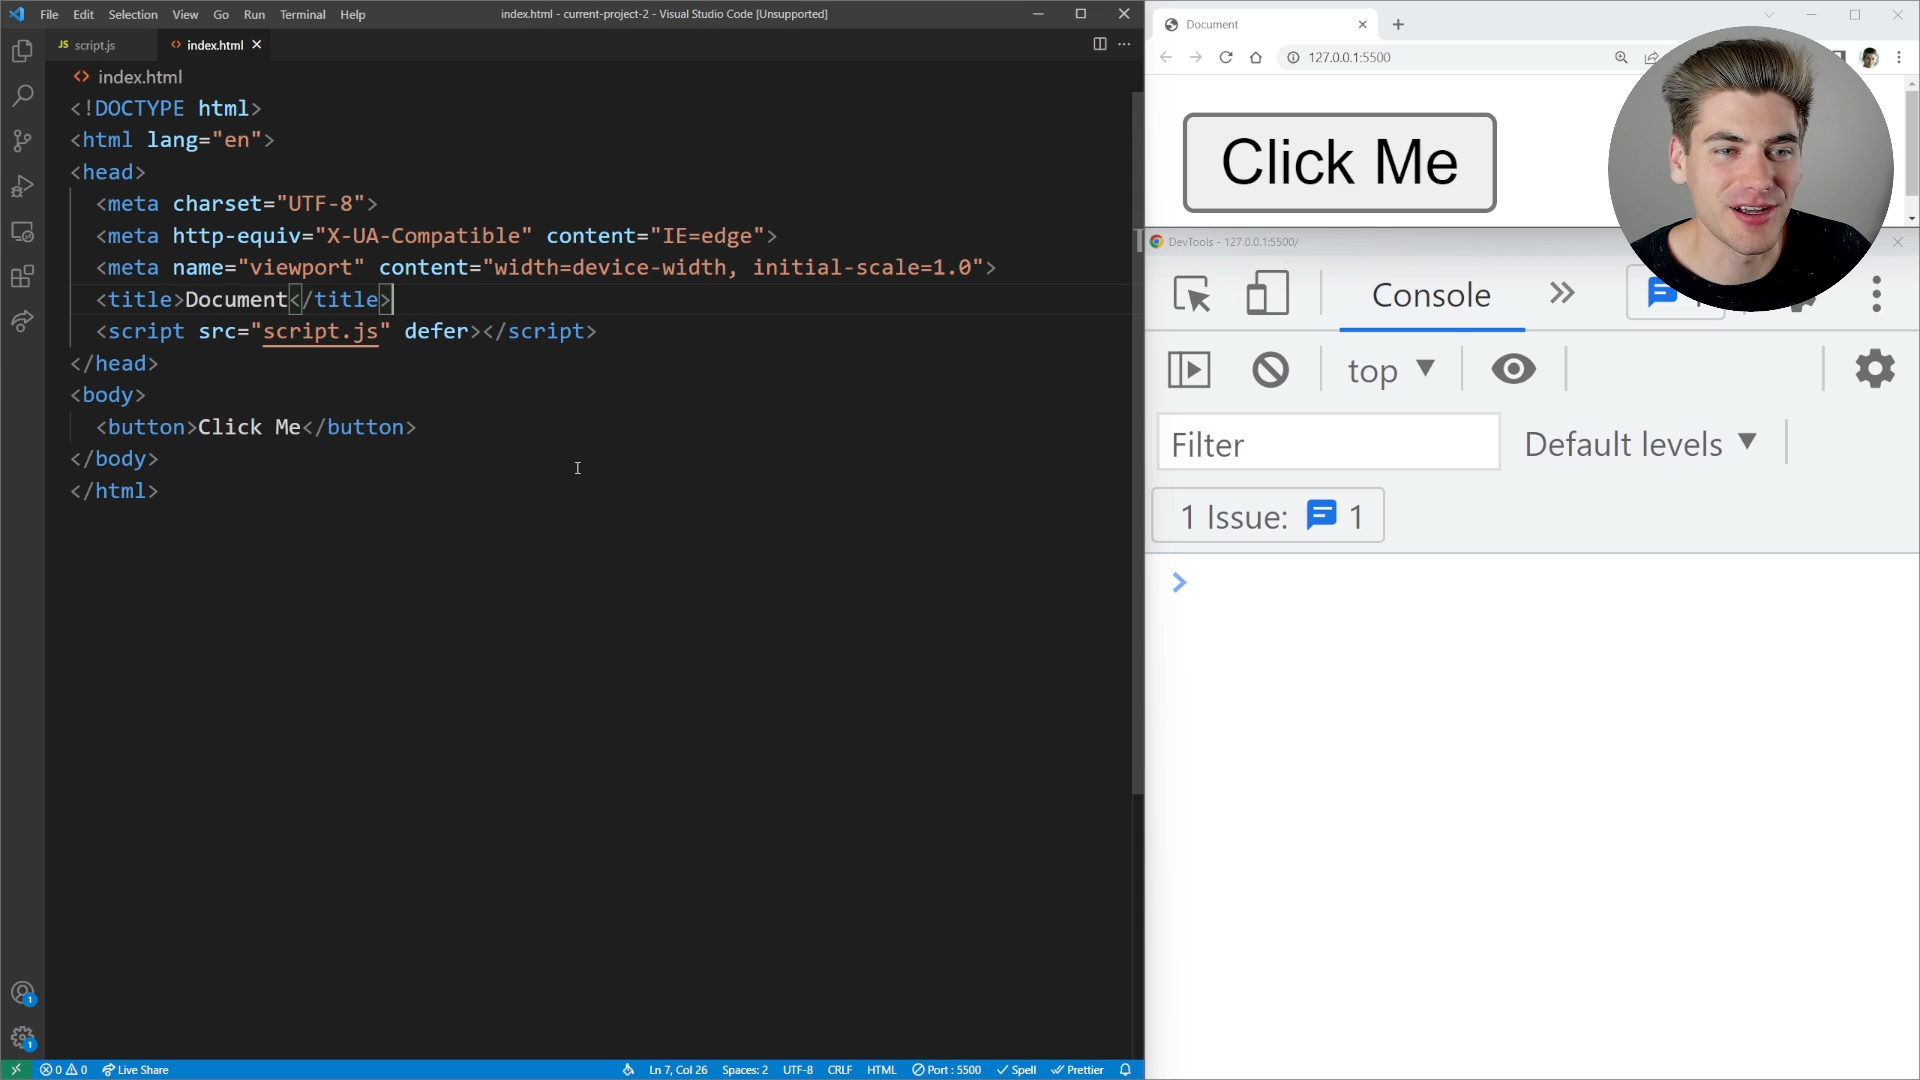 File Edit Selection View Go Run Terminal Help
index.html - current-project-2 - Visual Studio Code [Unsupported]
JS script.js
index.html
index.html
<!DOCTYPE html>
<html lang="en">
<head>
<meta charset="UTF-8">
<meta http-equiv="X-UA-Compatible" content="IE=edge">
<meta name="viewport" content="width=device-width, initial-scale=1.0">
<title>Document</title>
<script src="script.js" defer></script>
</head>
<body>
<button>Click Me</button>
</body>
</html>
1
1
0 0 Live Share
Ln 7, Col 26 Spaces: 2 UTF-8 CRLF HTML Port : 5500 Spell Prettier
Document
127.0.0.1:5500
Click Me
DevTools - 127.0.0.1:5500/
Console
top
Filter
Default levels
1 Issue: 1